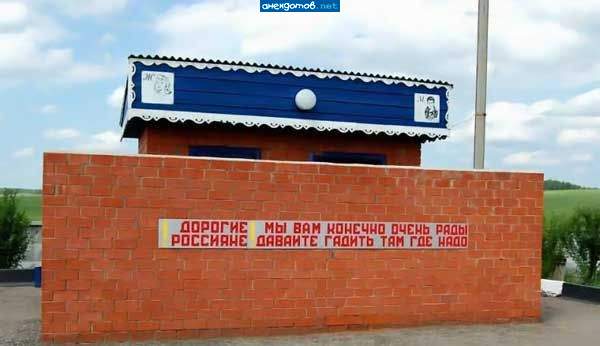 анекдотов.net
Ж
М
ДОРОГИЕ МЫ ВАМ КОНЕЧНО ОЧЕНЬ РАДЫ
РОССИЯНЕ ДАВАЙТЕ ГАДИТЬ ТАМ ГДЕ НАДО